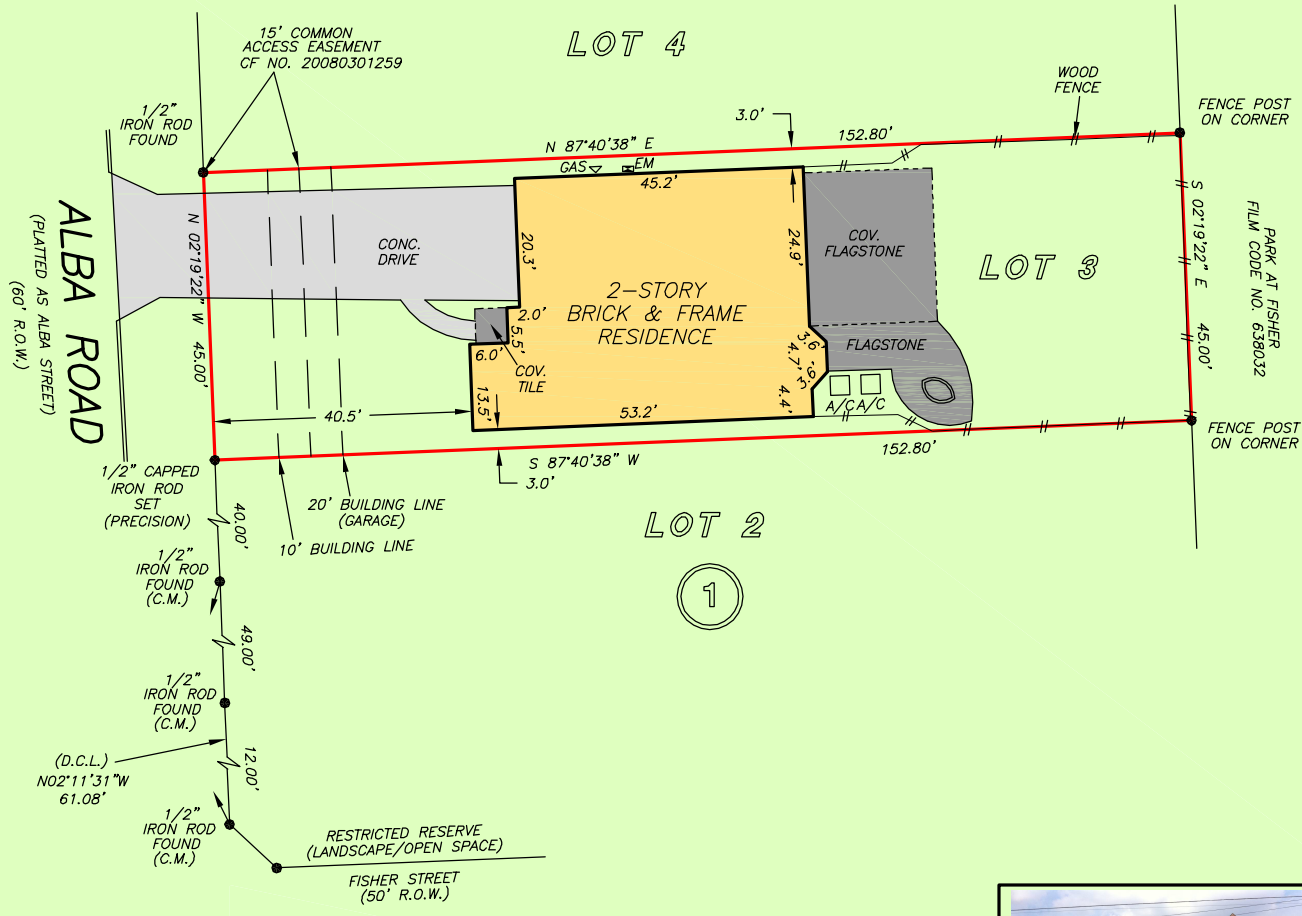 15' COMMON
ACCESS EASEMENT
CF NO. 20080301259
LOT 4
WOOD
FENCE
FENCE POST
ON CORNER
1/2"
IRON ROD
FOUND
3.0'
152.80'
N 87°40'38" E
GAS
EM
45.2'
ALBA ROAD
(PLATTED AS ALBA STREET)
(60' R.O.W.)
N 02°19'22" W 45.00'
CONC.
DRIVE
20.3'
24.9'
COV.
FLAGSTONE
LOT 3
S 02°19'22" E 45.00'
PARK AT FISHER
FILM CODE NO. 638032
2-STORY
BRICK & FRAME
RESIDENCE
2.0'
5.5'
6.0'
COV.
TILE
3.6'
4.7'
3.6'
4.4'
FLAGSTONE
A/C
A/C
13.5'
40.5'
53.2'
152.80'
FENCE POST
ON CORNER
S 87°40'38" W
3.0'
1/2" CAPPED
IRON ROD
SET
(PRECISION)
20' BUILDING LINE
(GARAGE)
10' BUILDING LINE
LOT 2
1
40.00'
1/2"
IRON ROD
FOUND
(C.M.)
49.00'
1/2"
IRON ROD
FOUND
(C.M.)
(D.C.L.)
N02°11'31"W
61.08'
12.00'
1/2"
IRON ROD
FOUND
(C.M.)
RESTRICTED RESERVE
(LANDSCAPE/OPEN SPACE)
FISHER STREET
(50' R.O.W.)